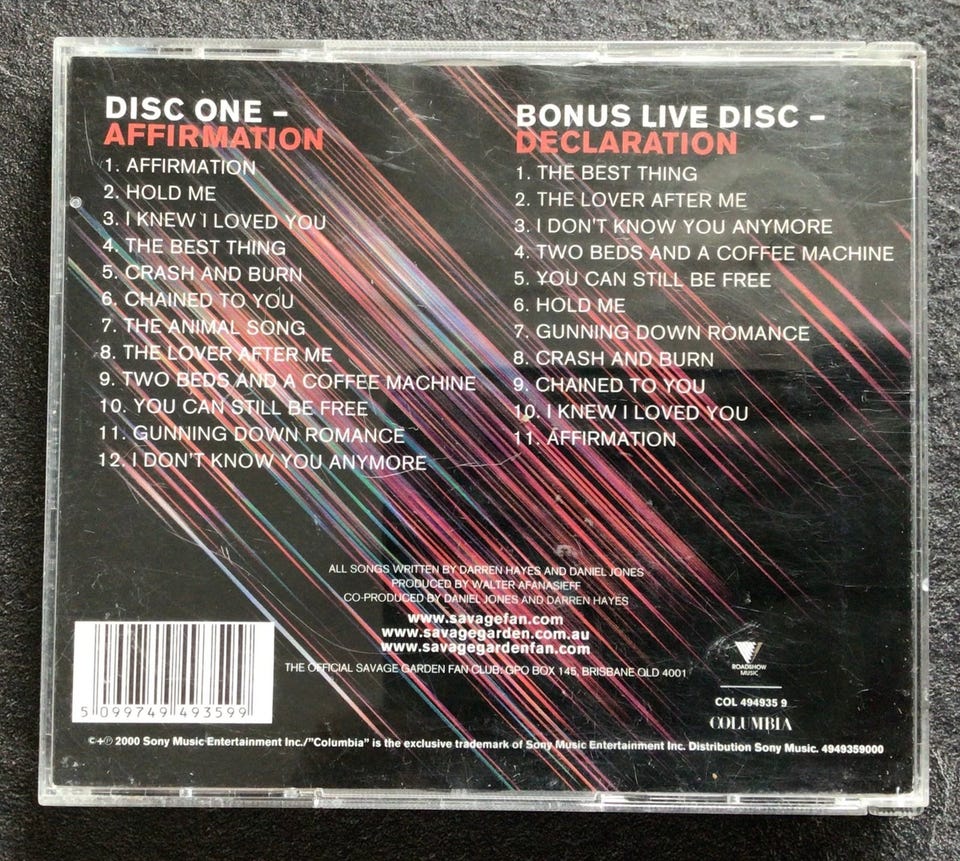 DISC ONE –
AFFIRMATION
1. AFFIRMATION
2. HOLD ME
3. I KNEW I LOVED YOU
4. THE BEST THING
5. CRASH AND BURN
6. CHAINED TO YOU
7. THE ANIMAL SONG
8. THE LOVER AFTER ME
9. TWO BEDS AND A COFFEE MACHINE
10. YOU CAN STILL BE FREE
11. GUNNING DOWN ROMANCE
12. I DON'T KNOW YOU ANYMORE
BONUS LIVE DISC –
DECLARATION
1. THE BEST THING
2. THE LOVER AFTER ME
3. I DON'T KNOW YOU ANYMORE
4. TWO BEDS AND A COFFEE MACHINE
5. YOU CAN STILL BE FREE
6. HOLD ME
7. GUNNING DOWN ROMANCE
8. CRASH AND BURN
9. CHAINED TO YOU
10. I KNEW I LOVED YOU
11. AFFIRMATION
ALL SONGS WRITTEN BY DARREN HAYES AND DANIEL JONES
PRODUCED BY WALTER AFANASIEFF
CO-PRODUCED BY DANIEL JONES AND DARREN HAYES
www.savagefan.com
www.savagegarden.com.au
www.savagegardenfan.com
THE OFFICIAL SAVAGE GARDEN FAN CLUB: GPO BOX 145, BRISBANE QLD 4001
5 099749 493599
ROADSHOW
MUSIC
COL 494935 9
COLUMBIA
©+℗ 2000 Sony Music Entertainment Inc./"Columbia" is the exclusive trademark of Sony Music Entertainment Inc. Distribution Sony Music. 4949359000